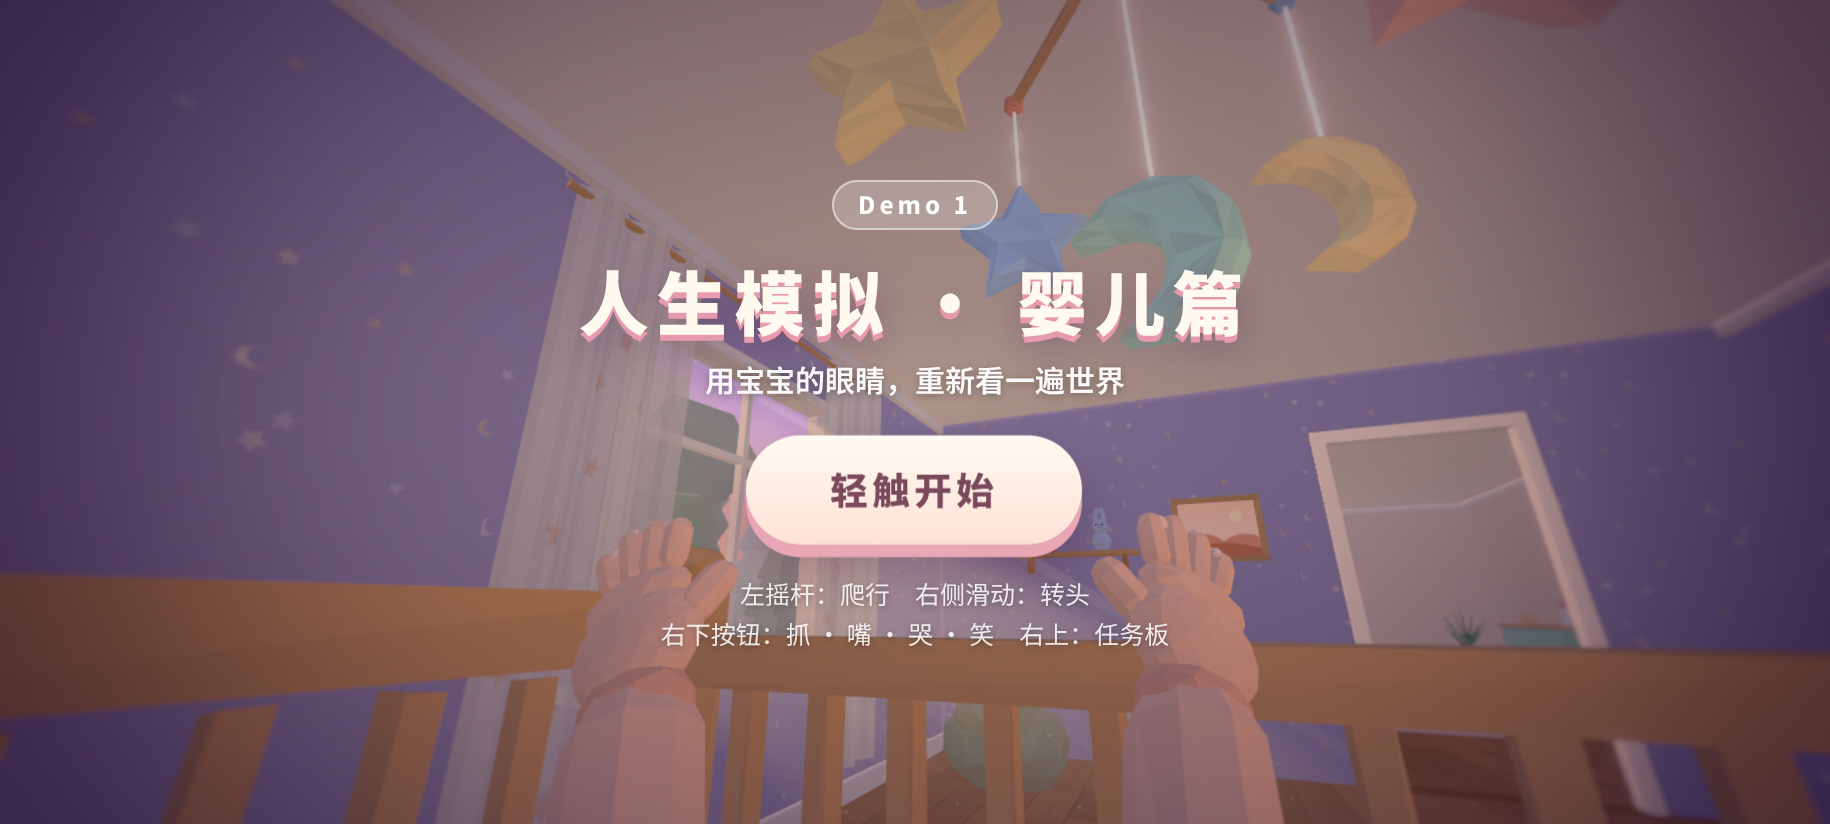 Demo 1
人生模拟 · 婴儿篇
用宝宝的眼睛，重新看一遍世界
轻触开始
左摇杆：爬行　右侧滑动：转头
右下按钮：抓 · 嘴 · 哭 · 笑　右上：任务板